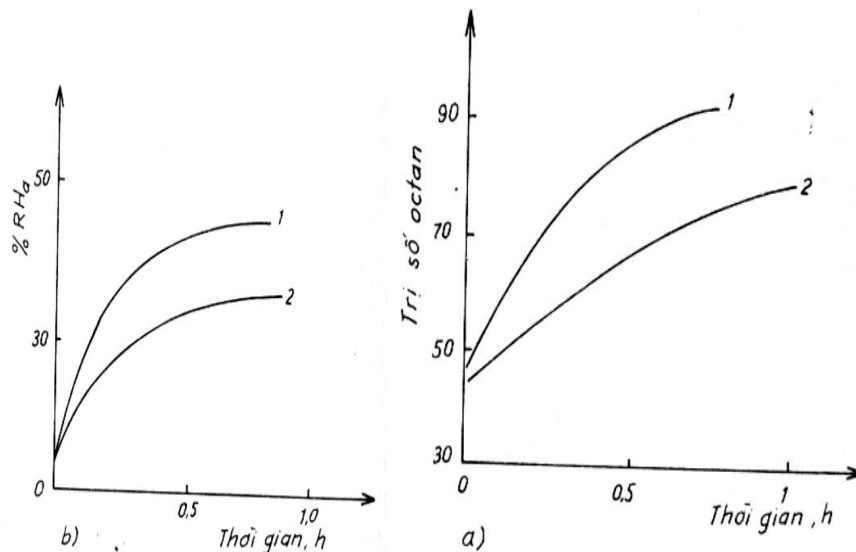 % RHa
50
30
0
0,5
1,0
1
2
b)
Thời gian, h
Trị số octan
90
70
50
30
0
0,5
1
1
2
a)
Thời gian, h